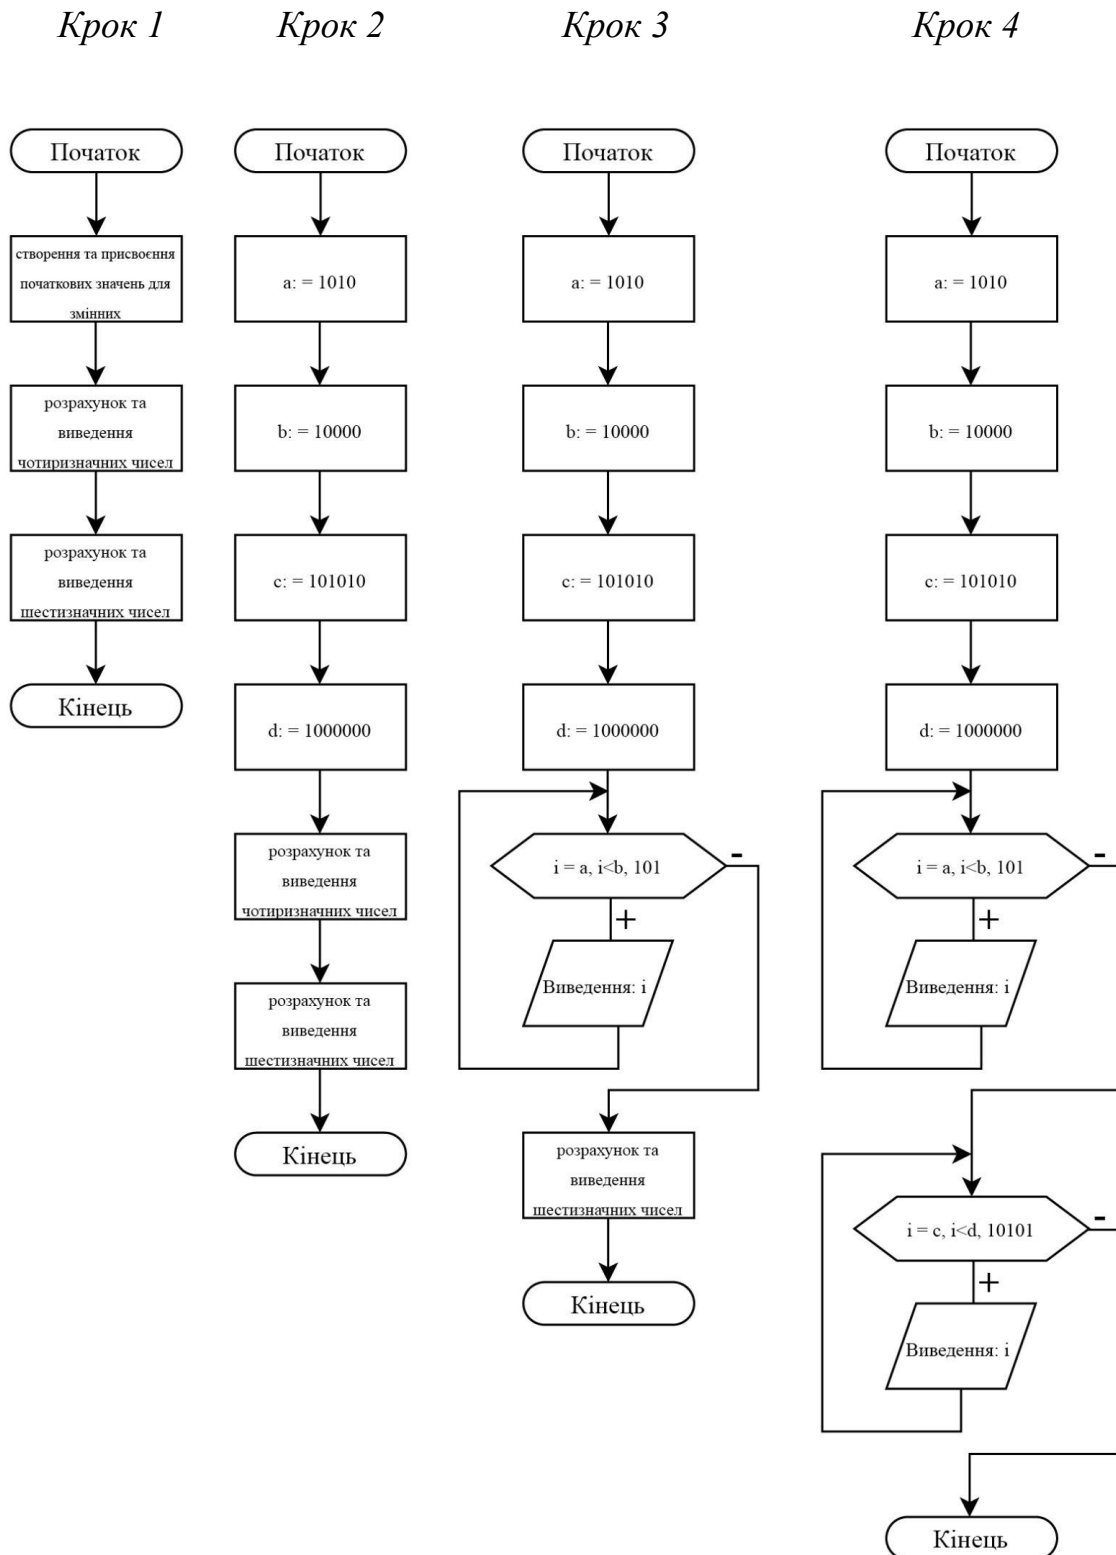 Крок 1
Крок 2
Крок 3
Крок 4
Початок
створення та присвоєння
початкових значень для
змінних
розрахунок та
виведення
чотиризначних чисел
розрахунок та
виведення
шестизначних чисел
Кінець
Початок
a: = 1010
b: = 10000
c: = 101010
d: = 1000000
розрахунок та
виведення
чотиризначних чисел
розрахунок та
виведення
шестизначних чисел
Кінець
Початок
a: = 1010
b: = 10000
c: = 101010
d: = 1000000
i = a, i<b, 101
-
+
Виведення: i
розрахунок та
виведення
шестизначних чисел
Кінець
Початок
a: = 1010
b: = 10000
c: = 101010
d: = 1000000
i = a, i<b, 101
-
+
Виведення: i
i = c, i<d, 10101
-
+
Виведення: i
Кінець